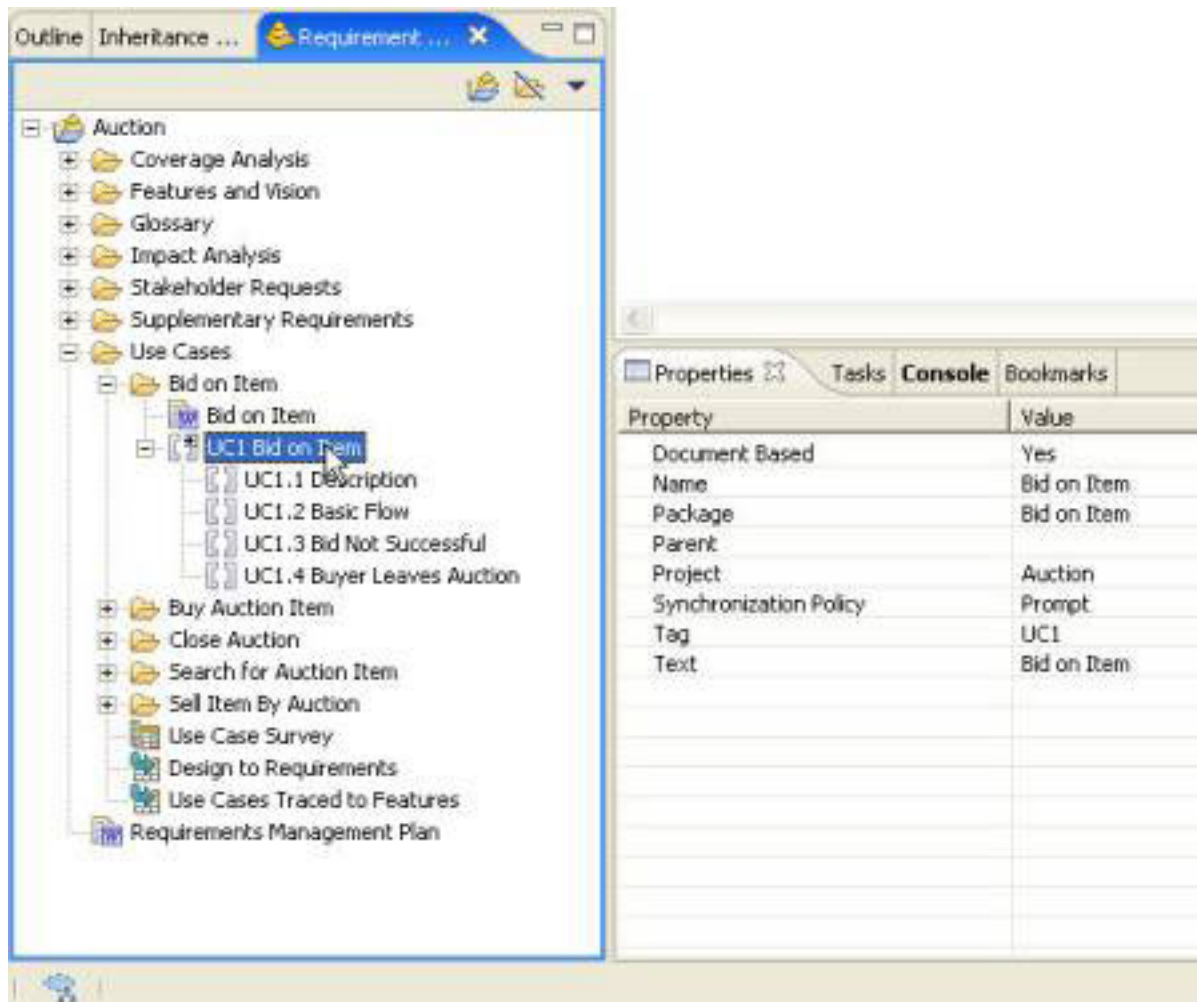 Outline Inheritance ... Requirement ...
Auction
Coverage Analysis
Features and Vision
Glossary
Impact Analysis
Stakeholder Requests
Supplementary Requirements
Use Cases
Bid on Item
Bid on Item
UC1 Bid on Item
UC1.1 Description
UC1.2 Basic Flow
UC1.3 Bid Not Successful
UC1.4 Buyer Leaves Auction
Buy Auction Item
Close Auction
Search for Auction Item
Sell Item By Auction
Use Case Survey
Design to Requirements
Use Cases Traced to Features
Requirements Management Plan
Properties Tasks Console Bookmarks
Property Value
Document Based Yes
Name Bid on Item
Package Bid on Item
Parent
Project Auction
Synchronization Policy Prompt
Tag UC1
Text Bid on Item